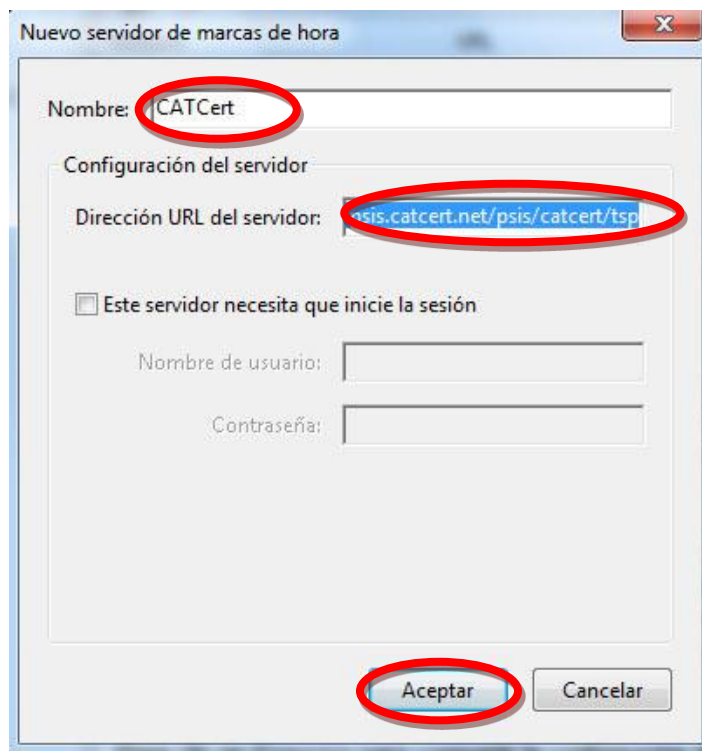 Nuevo servidor de marcas de hora
Nombre: CATCert
Configuración del servidor
Dirección URL del servidor: psis.catcert.net/psis/catcert/tsp
Este servidor necesita que inicie la sesión
Nombre de usuario:
Contraseña:
Aceptar Cancelar